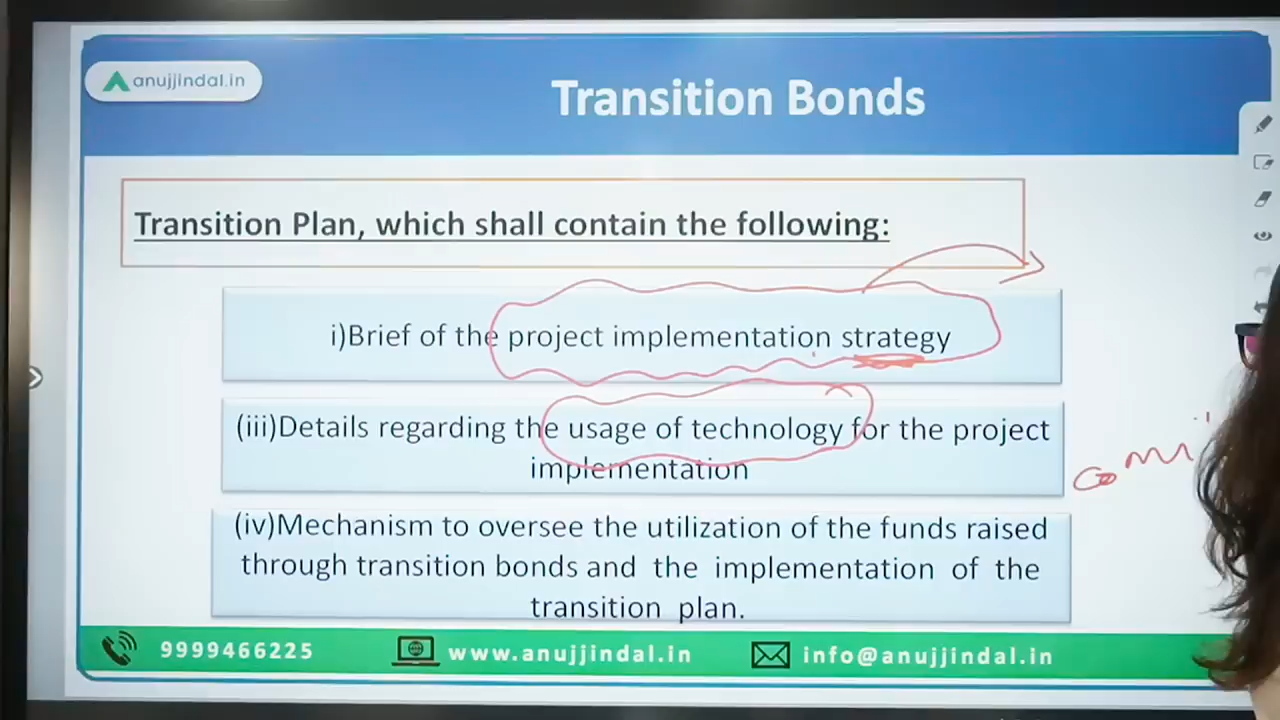 anujjindal.in
Transition Bonds
Transition Plan, which shall contain the following:
i)Brief of the project implementation strategy
(iii)Details regarding the usage of technology for the project
implementation
(iv)Mechanism to oversee the utilization of the funds raised
through transition bonds and the implementation of the
transition plan.
9999466225
www.anujjindal.in
info@anujjindal.in